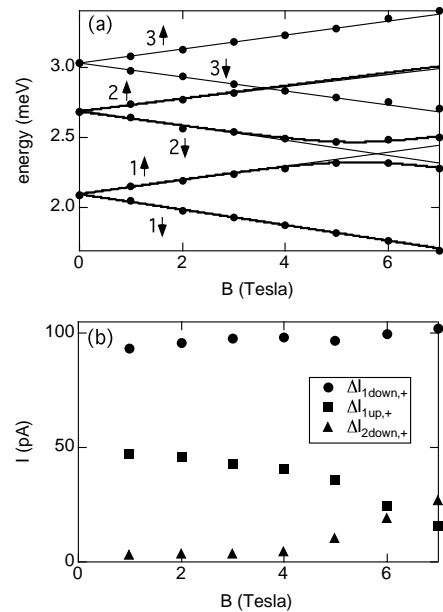 (a)
3↑
3↓
2↑
2↓
1↑
1↓
energy (meV)
3.0
2.5
2.0
0 2 4 6
B (Tesla)
(b)
100
50
0
I (pA)
● ΔI1down,+
■ ΔI1up,+
▲ ΔI2down,+
0 2 4 6
B (Tesla)